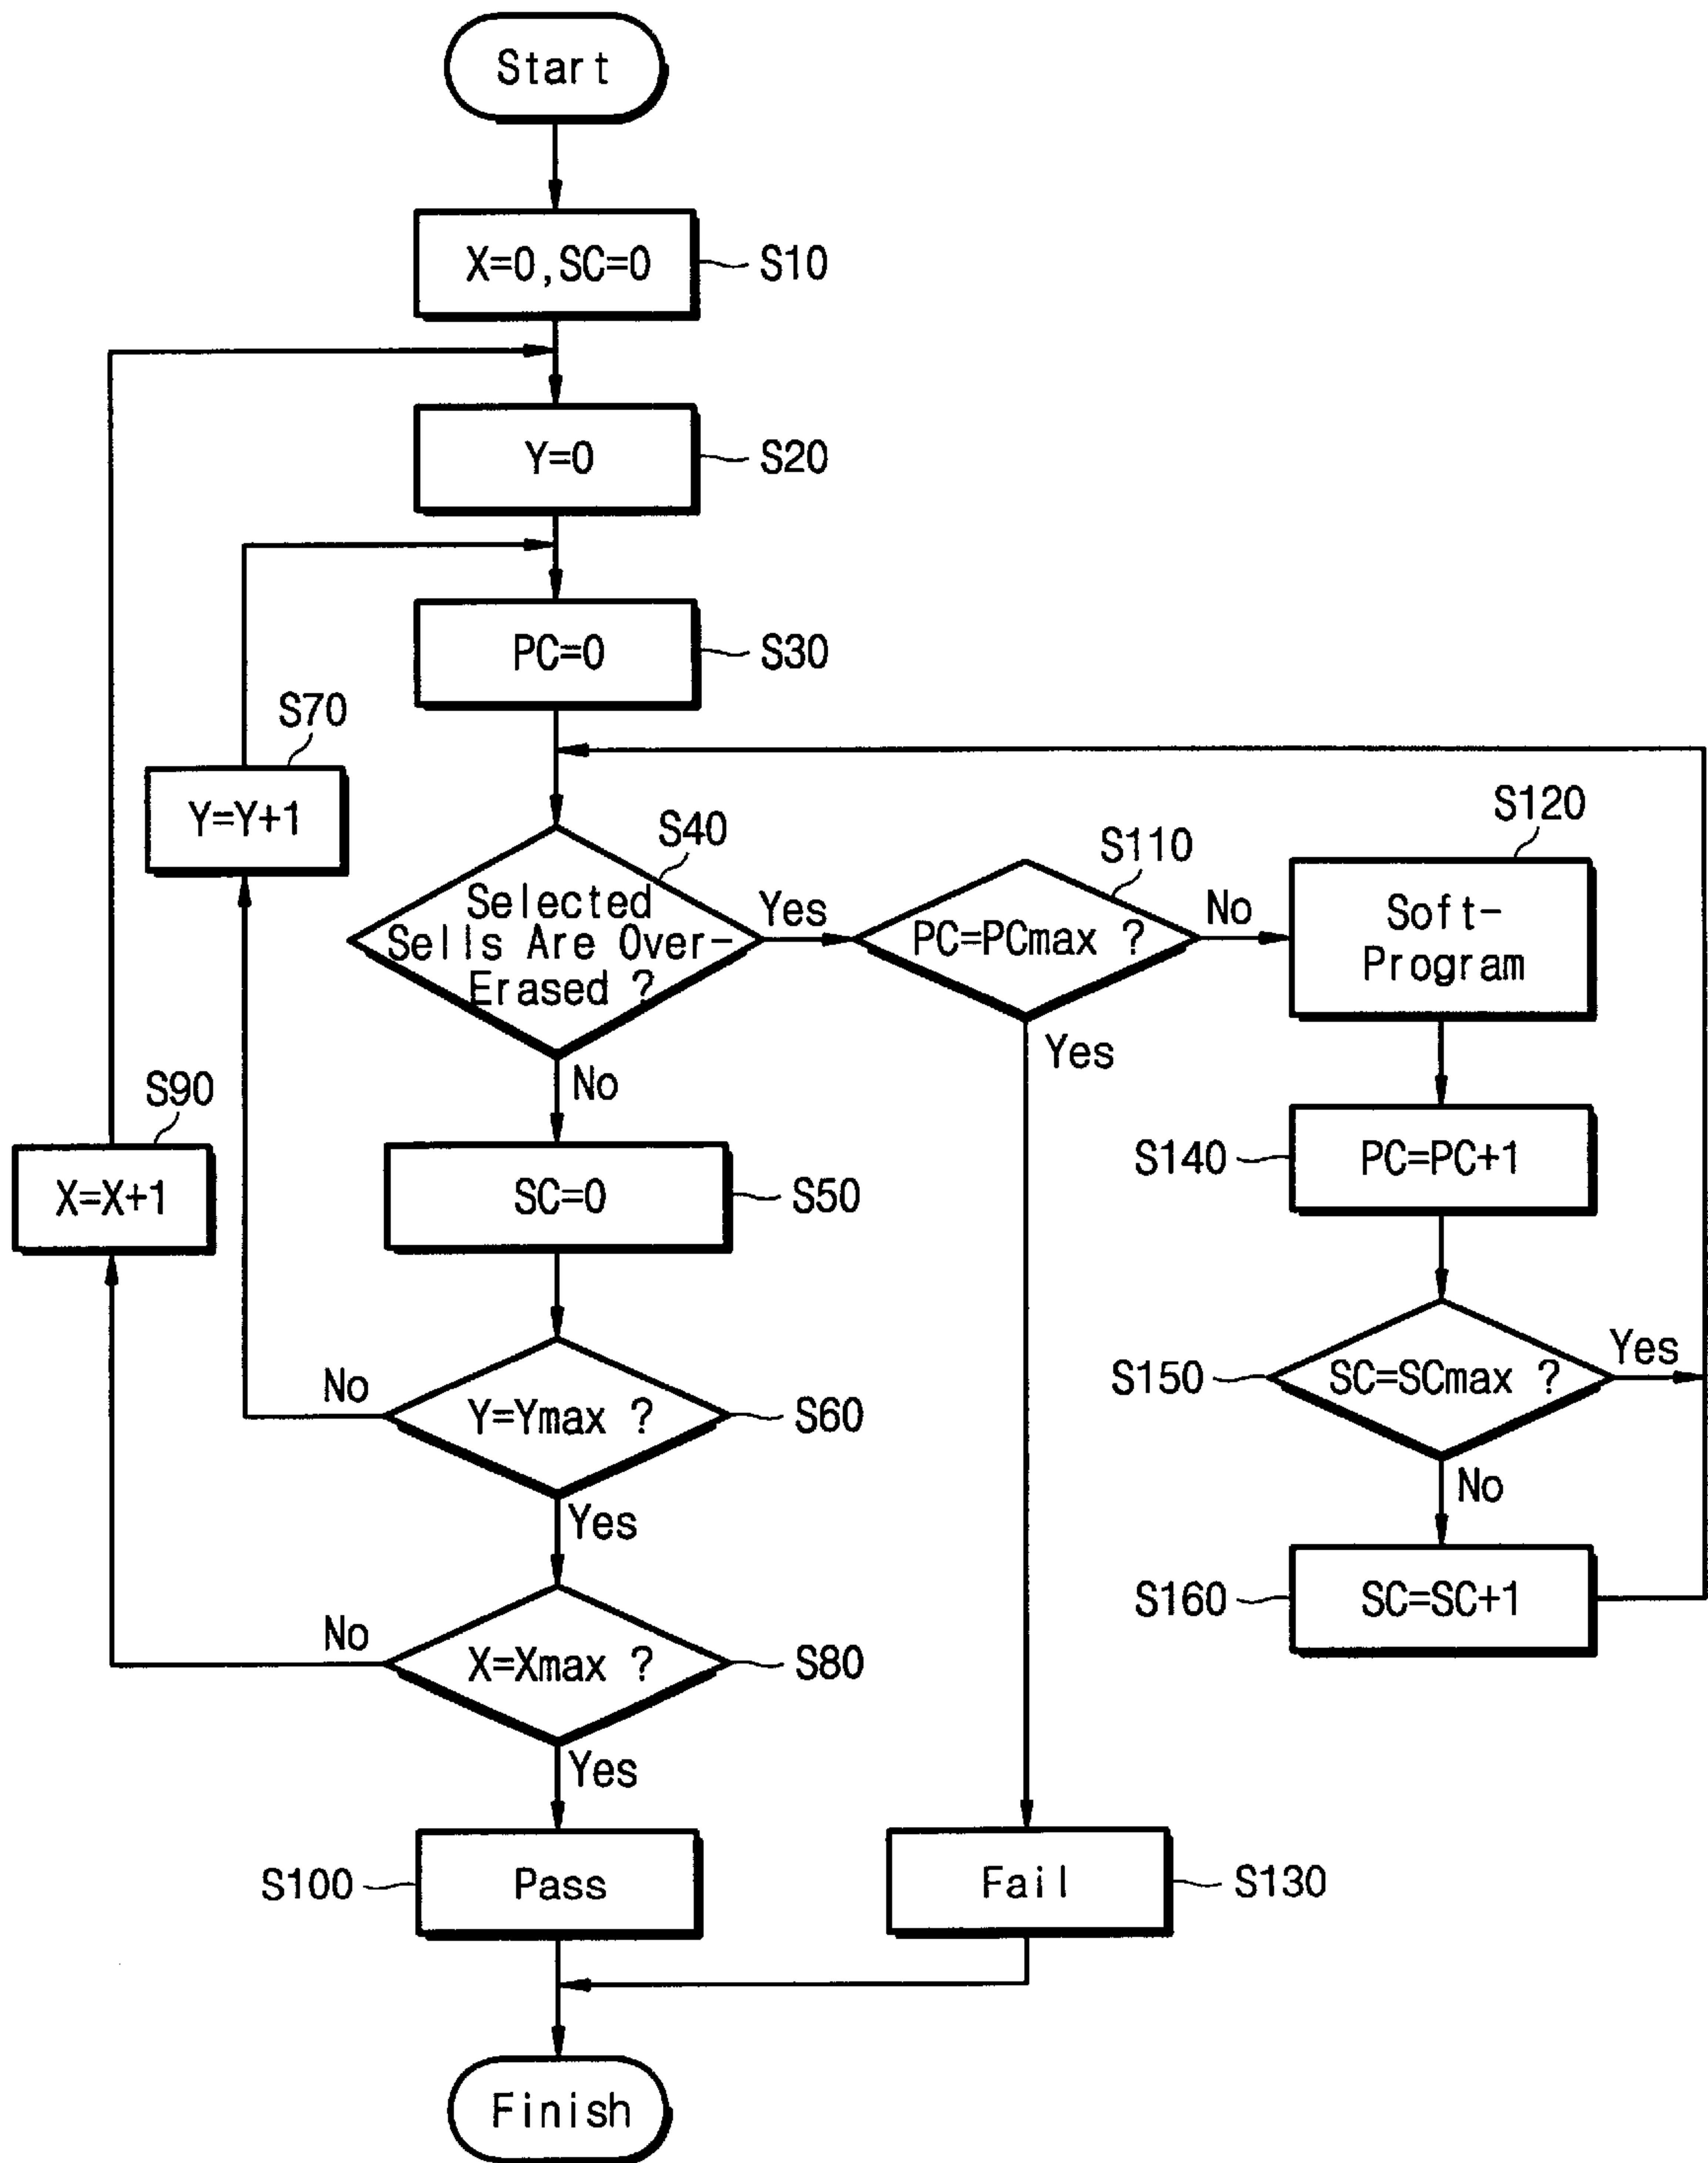 Start
X=0,SC=0
S10
Y=0
S20
PC=0
S30
S70
Y=Y+1
S40
Selected
Sells Are Over-
Erased ?
Yes
S110
PC=PCmax ?
No
S120
Soft-
Program
Yes
No
S90
X=X+1
SC=0
S50
S140
PC=PC+1
S150
SC=SCmax ?
Yes
No
No
Y=Ymax ?
S60
Yes
S160
SC=SC+1
No
X=Xmax ?
S80
Yes
S100
Pass
Fail
S130
Finish